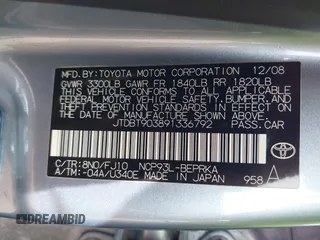 MFD.BY: TOYOTA MOTOR CORPORATION 12/08
GVWR 3300LB GAWR FR 1840LB RR 1820LB
THIS VEHICLE CONFORMS TO ALL APPLICABLE
FEDERAL MOTOR VEHICLE SAFETY, BUMPER, AND
THEFT PREVENTION STANDARDS IN EFFECT ON THE
DATE OF MANUFACTURE SHOWN ABOVE.
JTDBT903891336792 PASS.CAR
C/TR: 8N0/FJ10 NCP93L-BEPRKA
A/TM: -04A/U340E MADE IN JAPAN
958 A
TOYOTA
DREAMBID